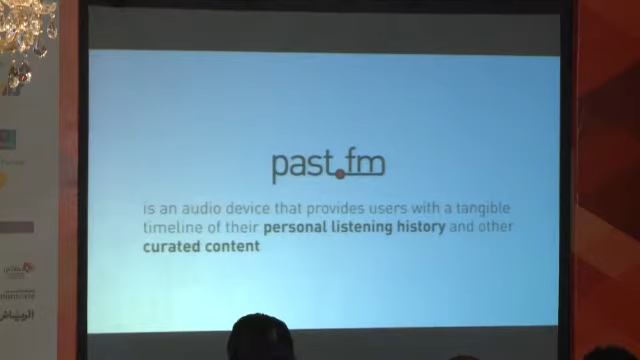 past.fm
is an audio device that provides users with a tangible
timeline of their personal listening history and other
curated content
الرياض